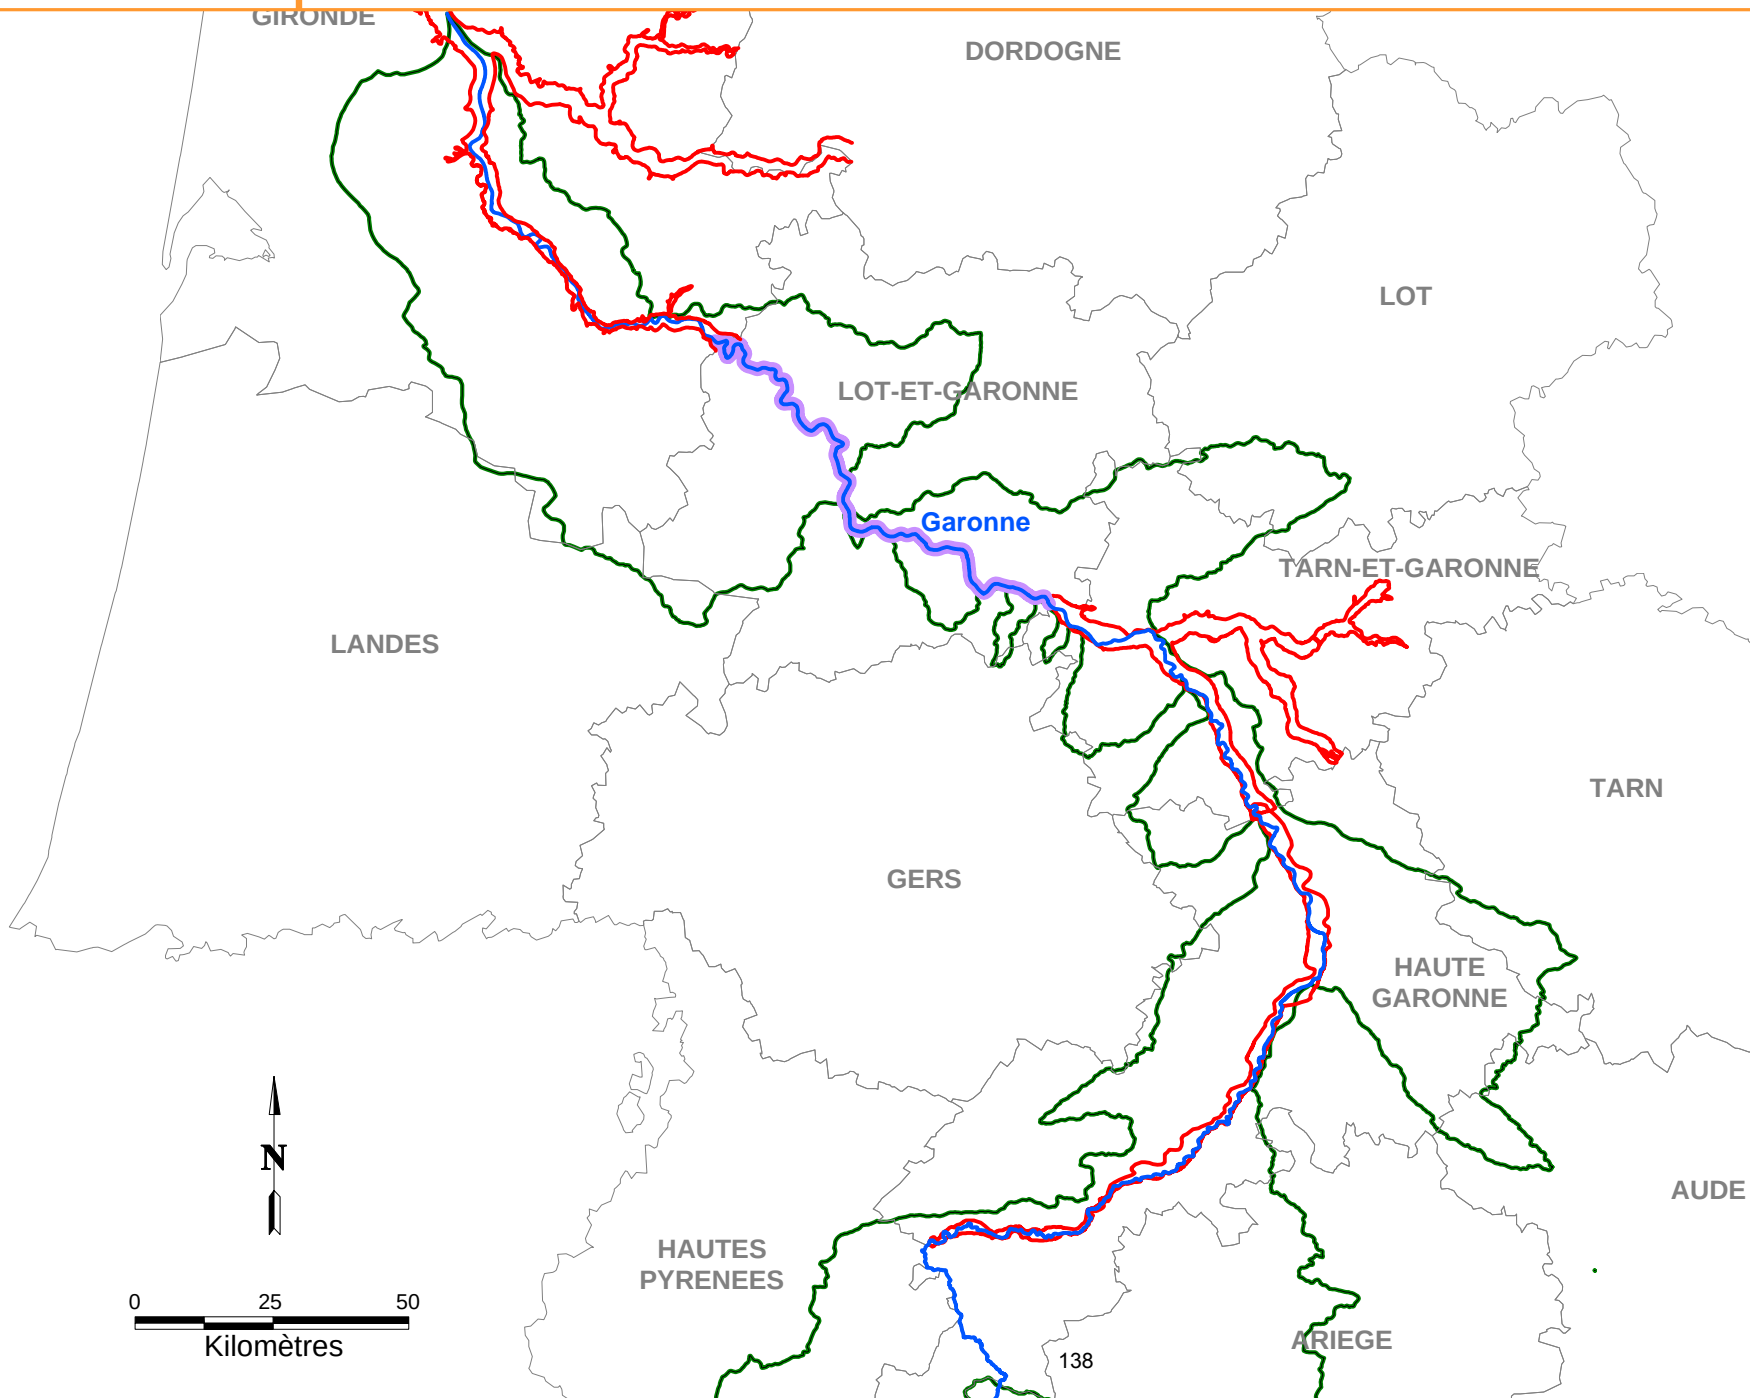 GIRONDE
DORDOGNE
LOT
LOT-ET-GARONNE
Garonne
TARN-ET-GARONNE
LANDES
TARN
GERS
HAUTE
GARONNE
N
AUDE
HAUTES
PYRENEES
0 25 50
Kilomètres
ARIEGE
138